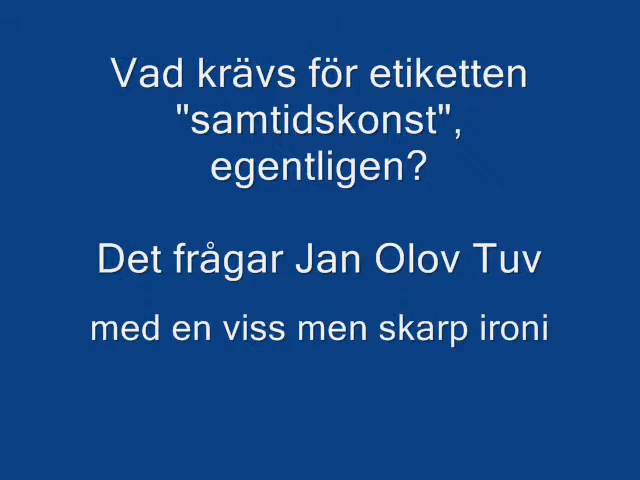 Vad krävs för etiketten
"samtidskonst",
egentligen?
Det frågar Jan Olov Tuv
med en viss men skarp ironi